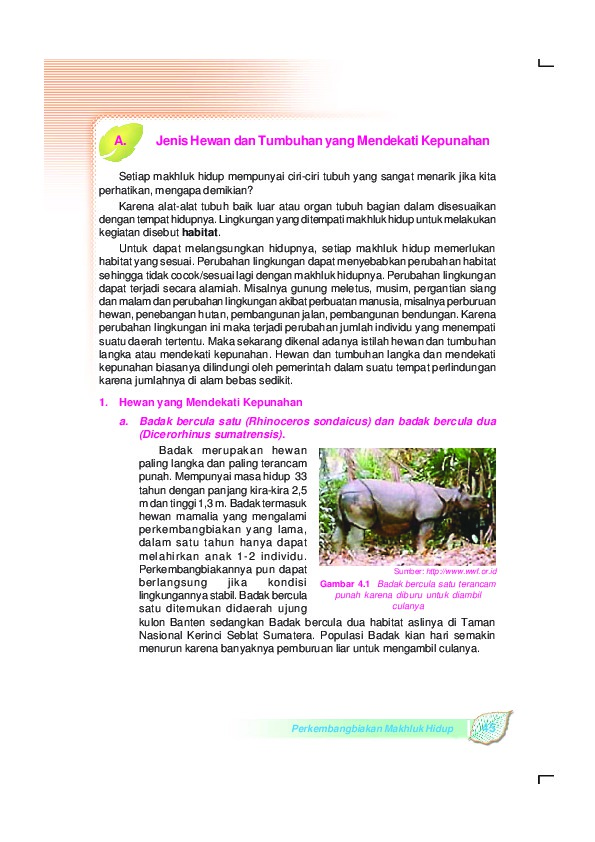 A. Jenis Hewan dan Tumbuhan yang Mendekati Kepunahan
Setiap makhluk hidup mempunyai ciri-ciri tubuh yang sangat menarik jika kita
perhatikan, mengapa demikian?
Karena alat-alat tubuh baik luar atau organ tubuh bagian dalam disesuaikan
dengan tempat hidupnya. Lingkungan yang ditempati makhluk hidup untuk melakukan
kegiatan disebut habitat.
Untuk dapat melangsungkan hidupnya, setiap makhluk hidup memerlukan
habitat yang sesuai. Perubahan lingkungan dapat menyebabkan perubahan habitat
sehingga tidak cocok/sesuai lagi dengan makhluk hidupnya. Perubahan lingkungan
dapat terjadi secara alamiah. Misalnya gunung meletus, musim, pergantian siang
dan malam dan perubahan lingkungan akibat perbuatan manusia, misalnya perburuan
hewan, penebangan hutan, pembangunan jalan, pembangunan bendungan. Karena
perubahan lingkungan ini maka terjadi perubahan jumlah individu yang menempati
suatu daerah tertentu. Maka sekarang dikenal adanya istilah hewan dan tumbuhan
langka atau mendekati kepunahan. Hewan dan tumbuhan langka dan mendekati
kepunahan biasanya dilindungi oleh pemerintah dalam suatu tempat perlindungan
karena jumlahnya di alam bebas sedikit.
1. Hewan yang Mendekati Kepunahan
a. Badak bercula satu (Rhinoceros sondaicus) dan badak bercula dua
(Dicerorhinus sumatrensis).
Badak merupakan hewan
paling langka dan paling terancam
punah. Mempunyai masa hidup 33
tahun dengan panjang kira-kira 2,5
m dan tinggi 1,3 m. Badak termasuk
hewan mamalia yang mengalami
perkembangbiakan yang lama,
dalam satu tahun hanya dapat
melahirkan anak 1-2 individu.
Perkembangbiakannya pun dapat
berlangsung jika kondisi
lingkungannya stabil. Badak bercula
satu ditemukan didaerah ujung
kulon Banten sedangkan Badak bercula dua habitat aslinya di Taman
Nasional Kerinci Seblat Sumatera. Populasi Badak kian hari semakin
menurun karena banyaknya pemburuan liar untuk mengambil culanya.
Sumber: http://www.wwf.or.id
Gambar 4.1 Badak bercula satu terancam
punah karena diburu untuk diambil
culanya
Perkembangbiakan Makhluk Hidup 45